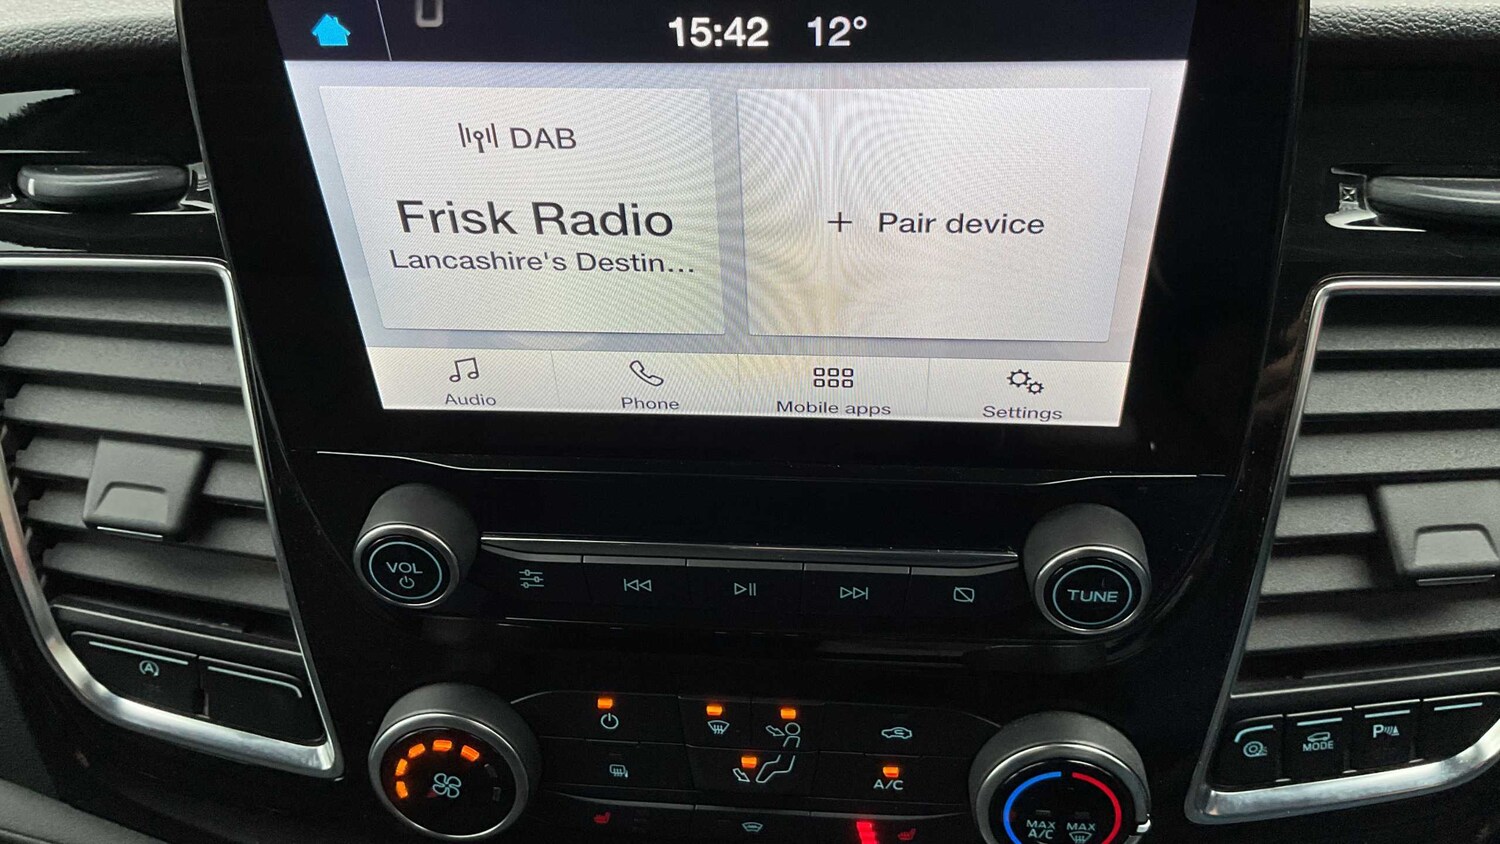 15:42 12°
DAB
Frisk Radio
Lancashire's Destin...
+ Pair device
Audio
Phone
Mobile apps
Settings
VOL
TUNE
A
MODE
P
A/C
MAX A/C
MAX